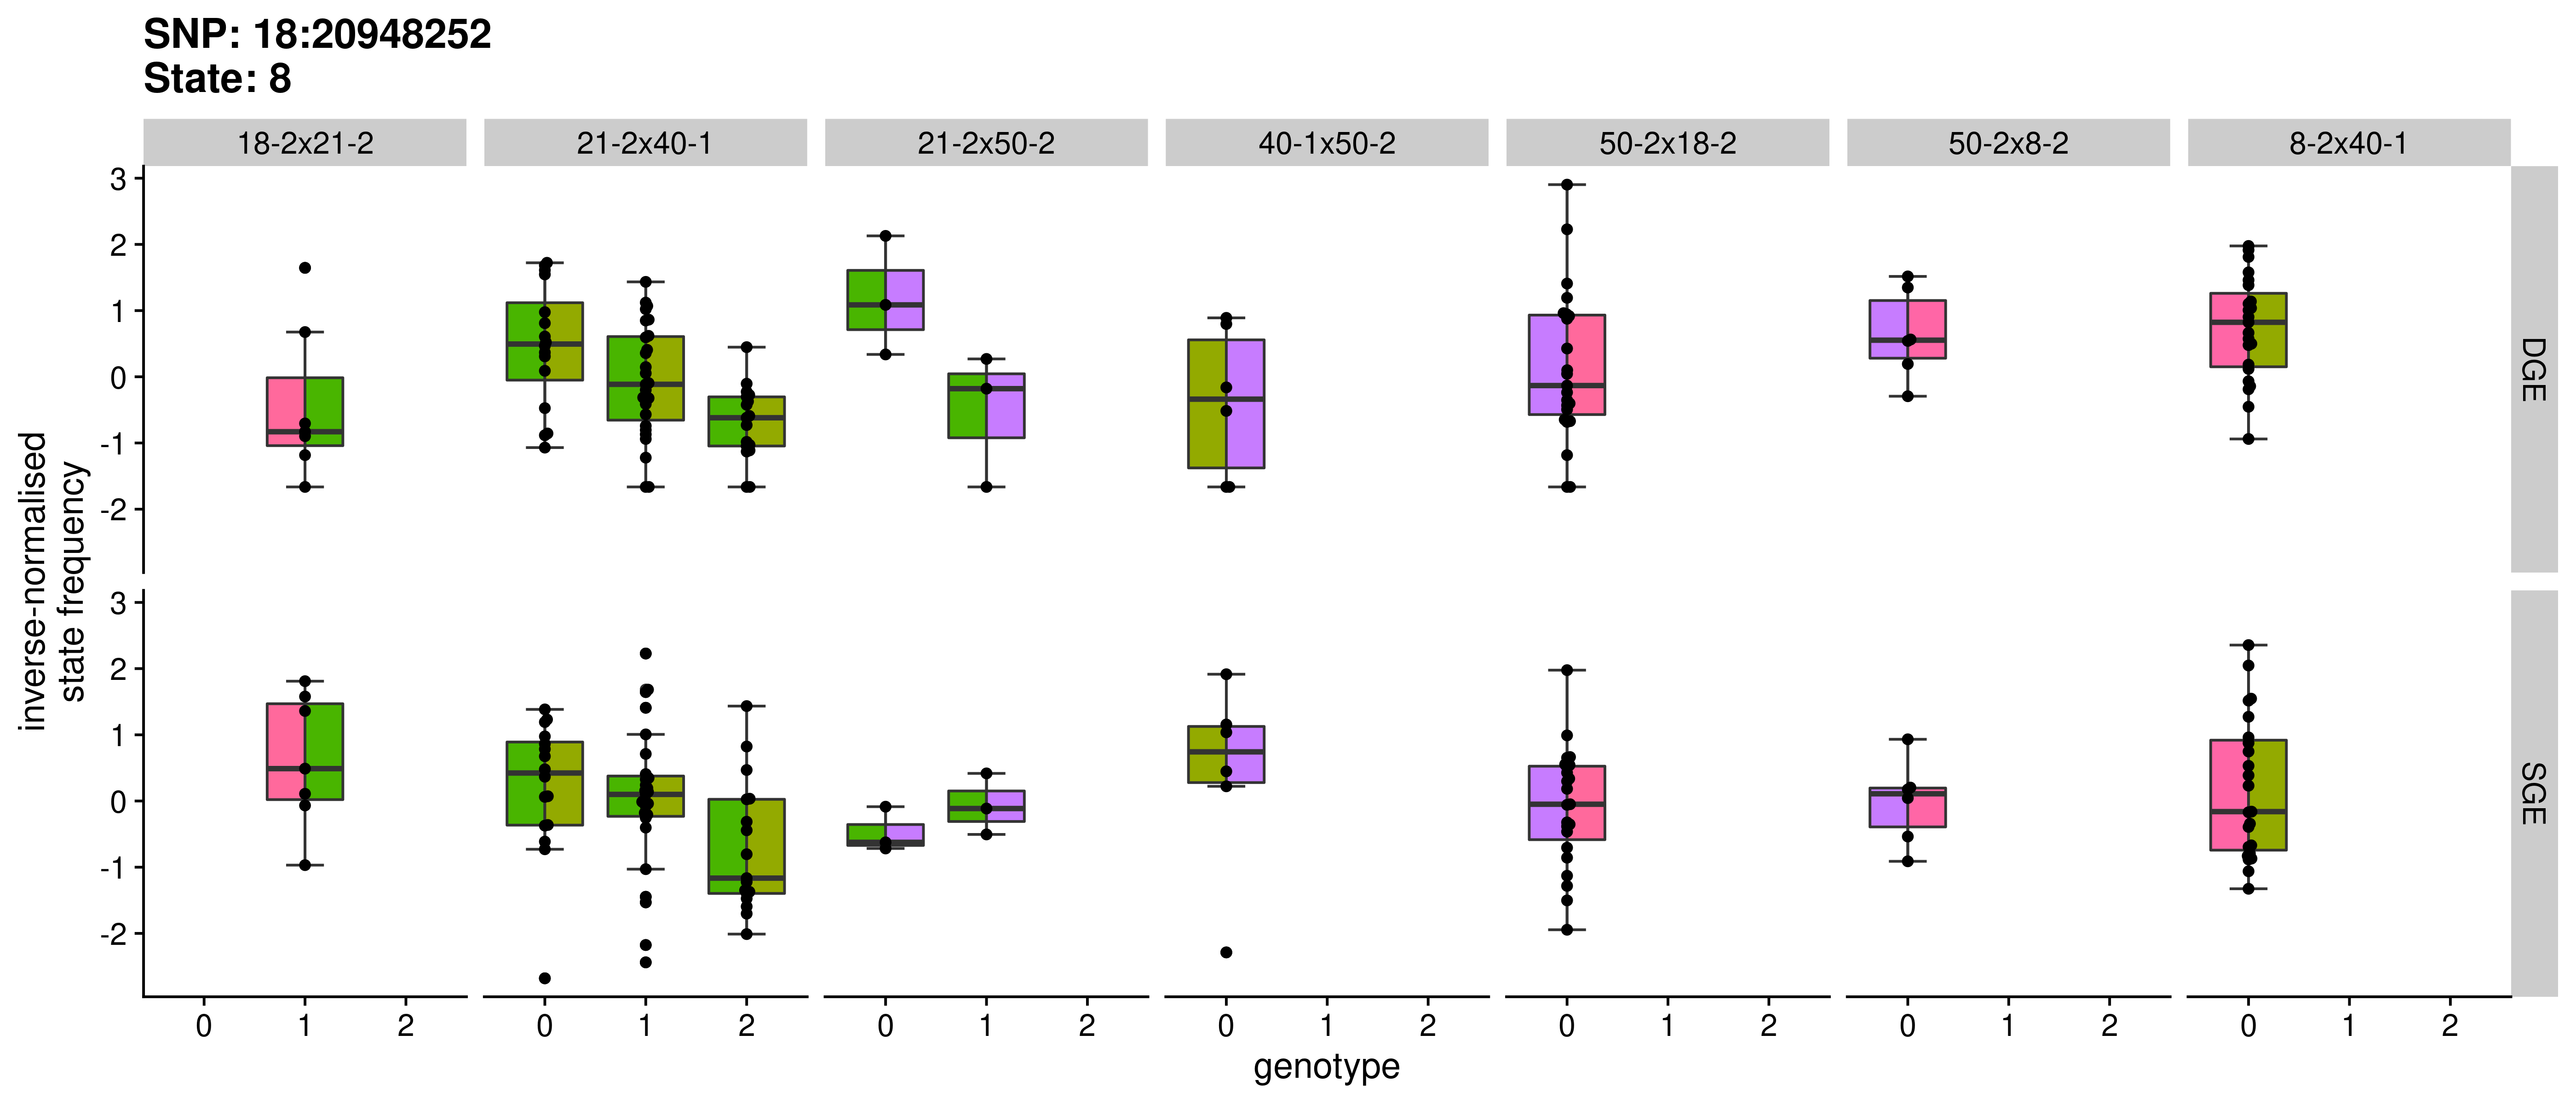 SNP: 18:20948252
State: 8
18-2x21-2
21-2x40-1
21-2x50-2
40-1x50-2
50-2x18-2
50-2x8-2
8-2x40-1
inverse-normalised
state frequency
3
2
1
0
-1
-2
DGE
3
2
1
0
-1
-2
SGE
0 1 2
0 1 2
0 1 2
0 1 2
0 1 2
0 1 2
0 1 2
genotype